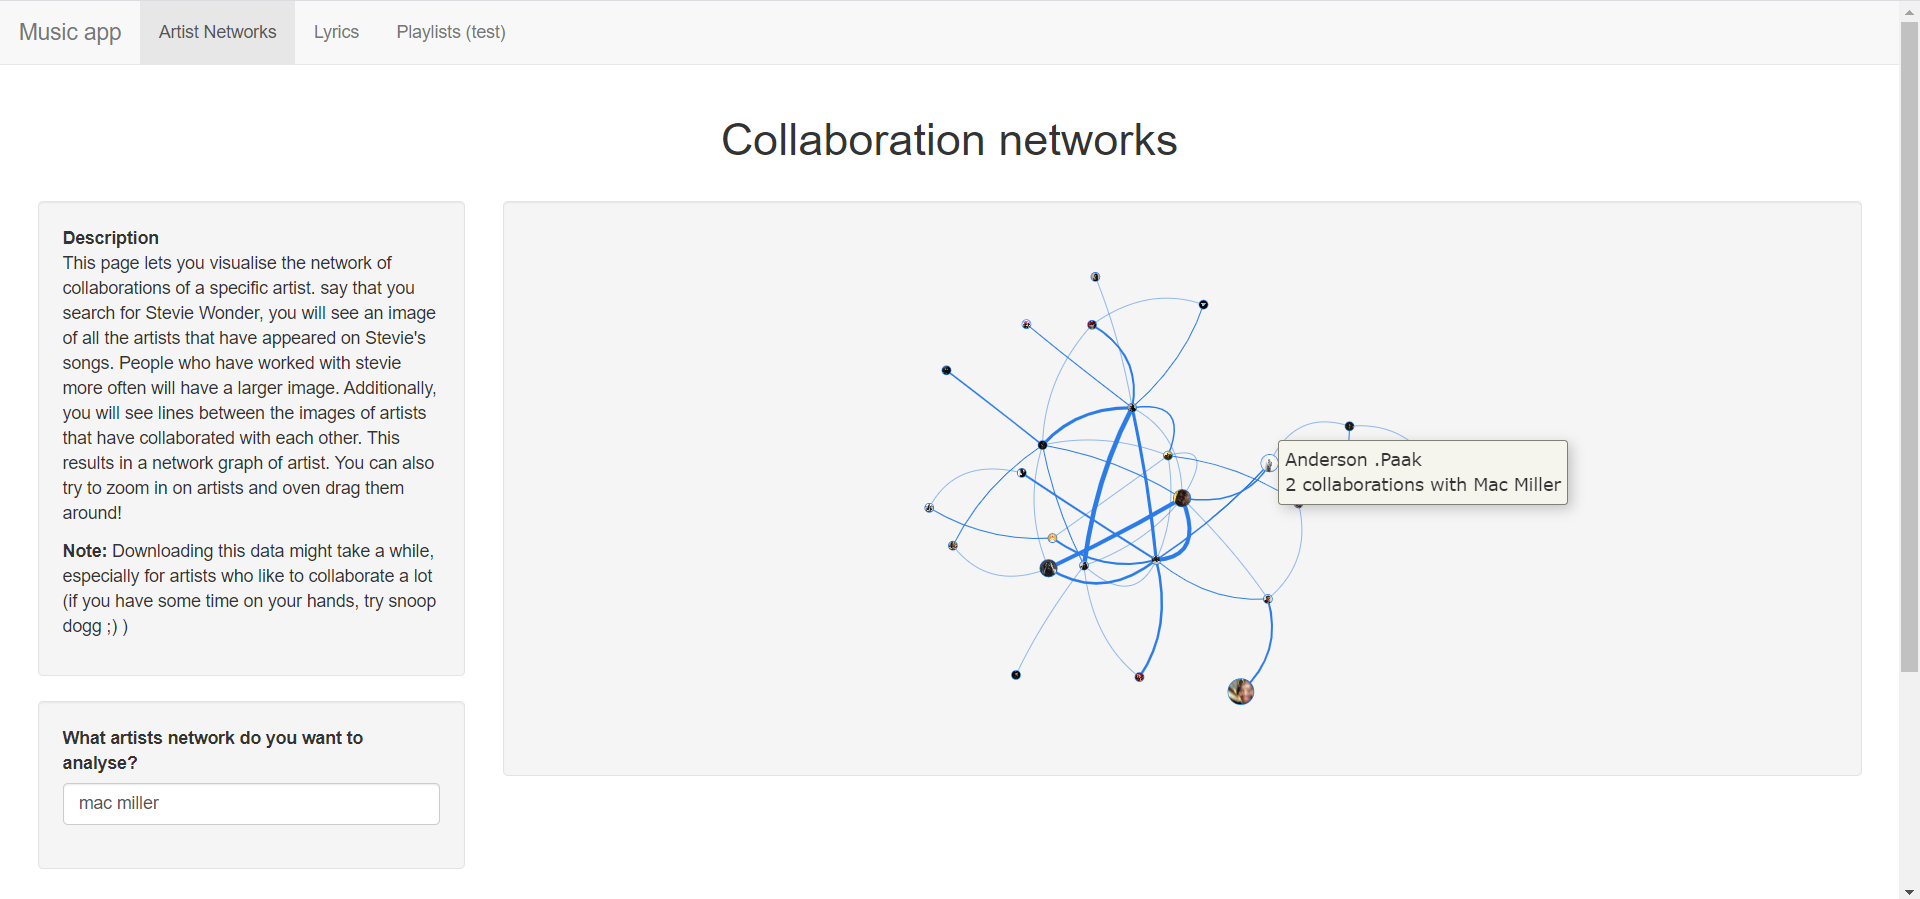 Music app
Artist Networks
Lyrics
Playlists (test)
Collaboration networks
Description
This page lets you visualise the network of
collaborations of a specific artist. say that you
search for Stevie Wonder, you will see an image
of all the artists that have appeared on Stevie's
songs. People who have worked with stevie
more often will have a larger image. Additionally,
you will see lines between the images of artists
that have collaborated with each other. This
results in a network graph of artist. You can also
try to zoom in on artists and oven drag them
around!
Note: Downloading this data might take a while,
especially for artists who like to collaborate a lot
(if you have some time on your hands, try snoop
dogg ;) )
What artists network do you want to
analyse?
mac miller
Anderson .Paak
2 collaborations with Mac Miller